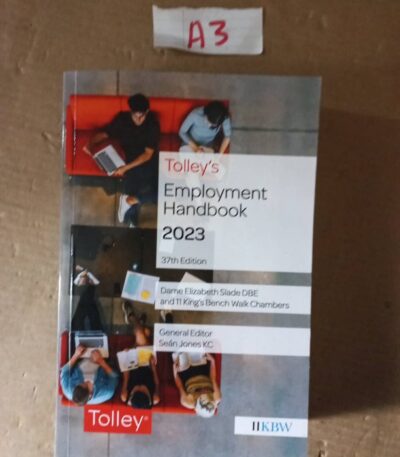 A3
Tolley's
Employment
Handbook
2023
37th Edition
Dame Elizabeth Slade DBE
and 11 King's Bench Walk Chambers
General Editor
Seán Jones KC
Tolley®
11KBW